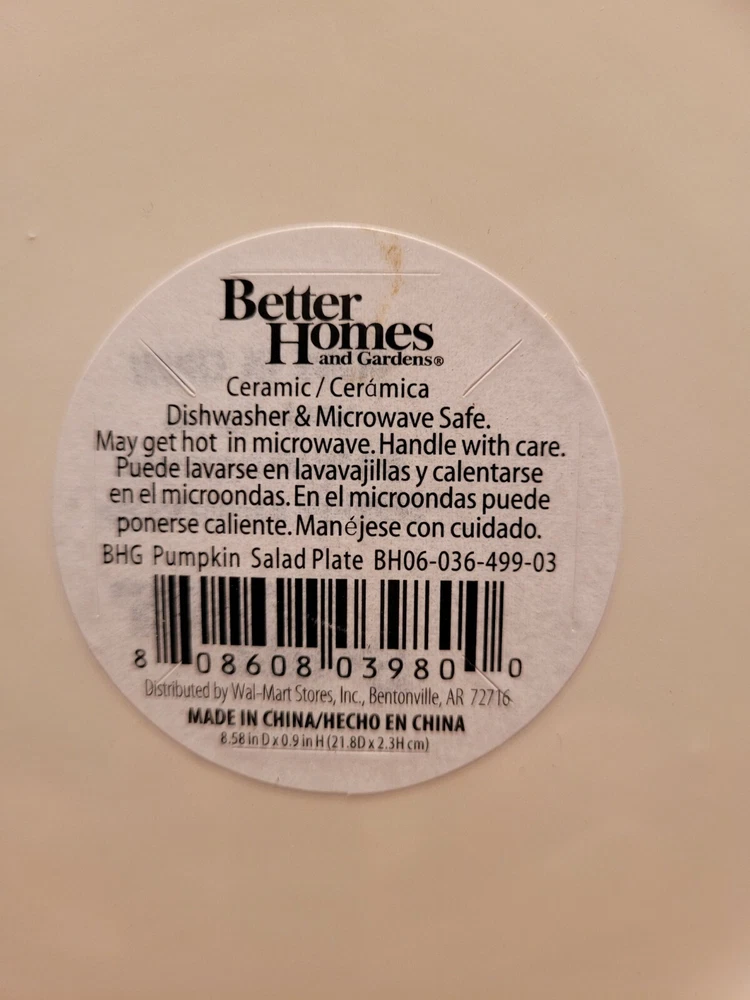 Better
Homes
and Gardens®
Ceramic / Cerámica
Dishwasher & Microwave Safe.
May get hot in microwave. Handle with care.
Puede lavarse en lavavajillas y calentarse
en el microondas. En el microondas puede
ponerse caliente. Manéjese con cuidado.
BHG Pumpkin Salad Plate BH06-036-499-03
8 08608 03980 0
Distributed by Wal-Mart Stores, Inc., Bentonville, AR 72716
MADE IN CHINA/HECHO EN CHINA
8.58 in D x 0.9 in H (21.8D x 2.3H cm)